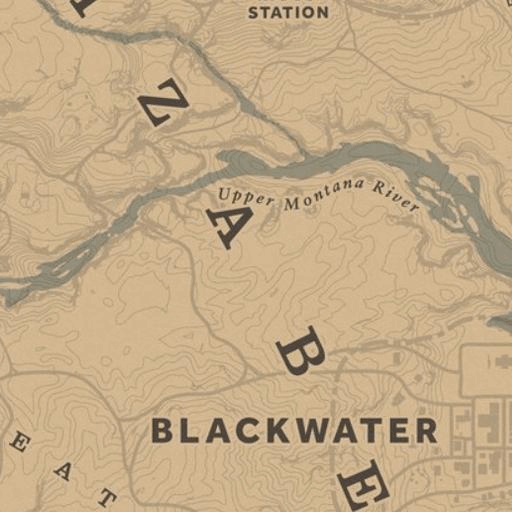 STATION
Z
Upper Montana River
A
B
BLACKWATER
E A T
E